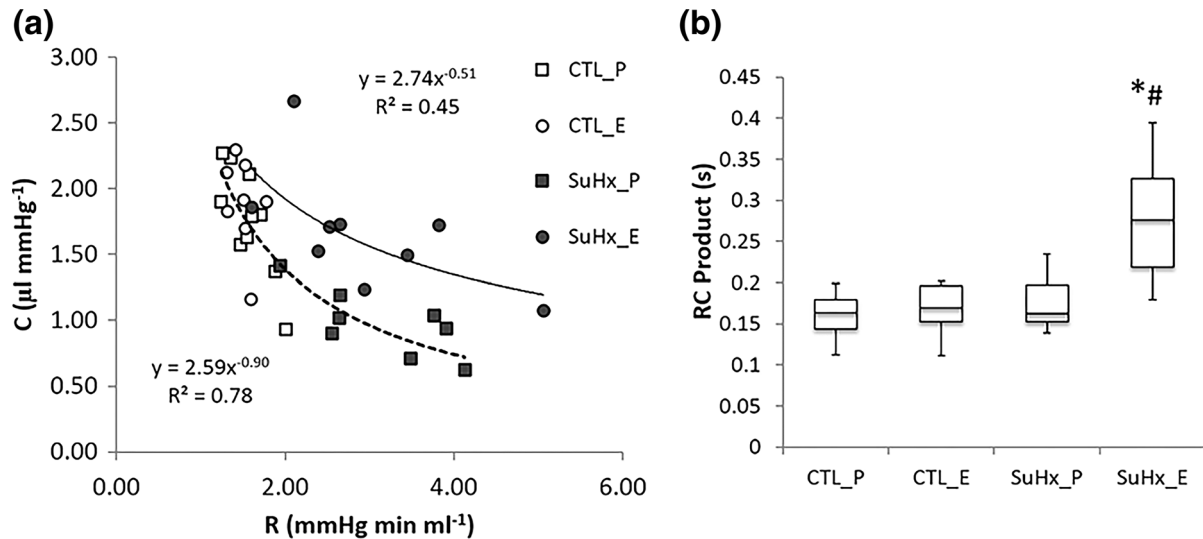 (a)
3.00
2.50
2.00
1.50
1.00
0.50
0.00
C (µl mmHg⁻¹)
y = 2.74x⁻⁰·⁵¹
R² = 0.45
y = 2.59x⁻⁰·⁹⁰
R² = 0.78
CTL_P
CTL_E
SuHx_P
SuHx_E
0.00 2.00 4.00 6.00
R (mmHg min ml⁻¹)
(b)
0.45
0.4
0.35
0.3
0.25
0.2
0.15
0.1
0.05
0
RC Product (s)
*#
CTL_P CTL_E SuHx_P SuHx_E